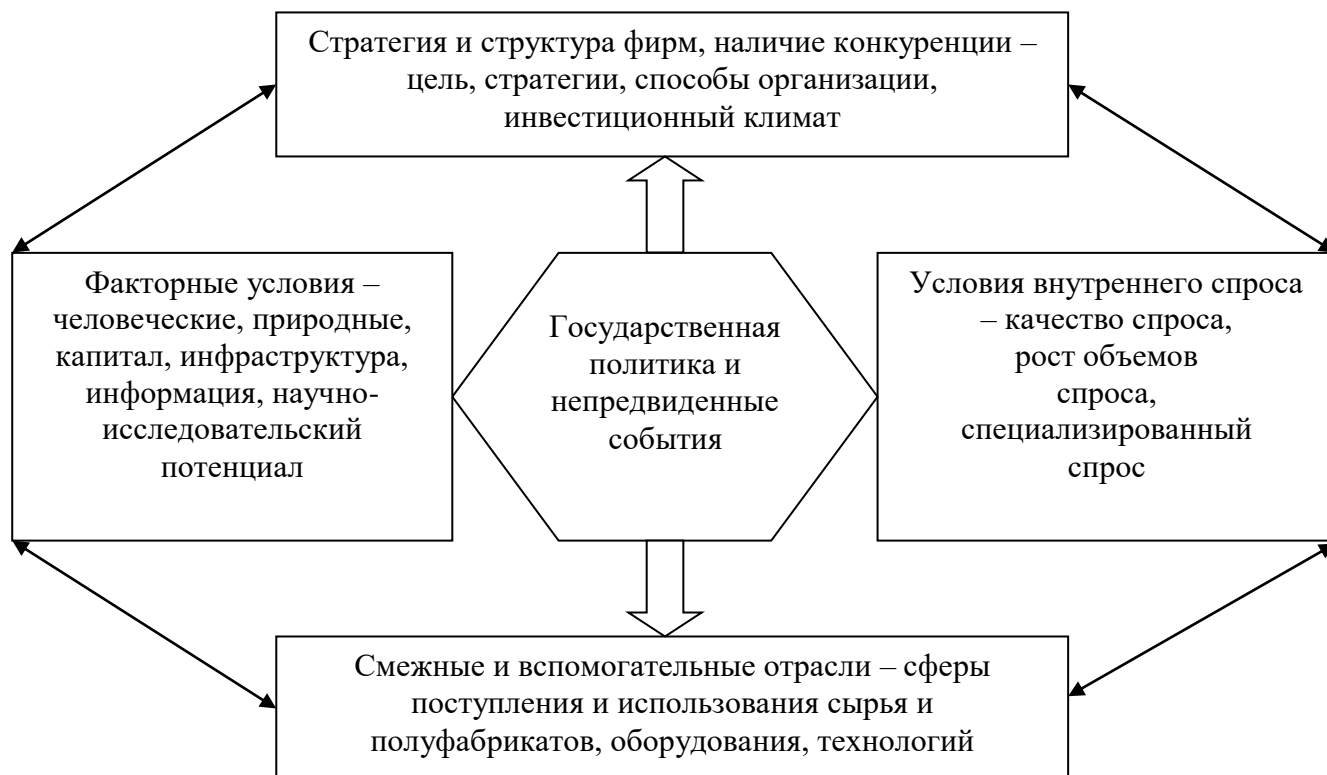 Стратегия и структура фирм, наличие конкуренции –
цель, стратегии, способы организации,
инвестиционный климат
Факторные условия –
человеческие, природные,
капитал, инфраструктура,
информация, научно-
исследовательский
потенциал
Государственная
политика и
непредвиденные
события
Условия внутреннего спроса
– качество спроса,
рост объемов
спроса,
специализированный
спрос
Смежные и вспомогательные отрасли – сферы
поступления и использования сырья и
полуфабрикатов, оборудования, технологий